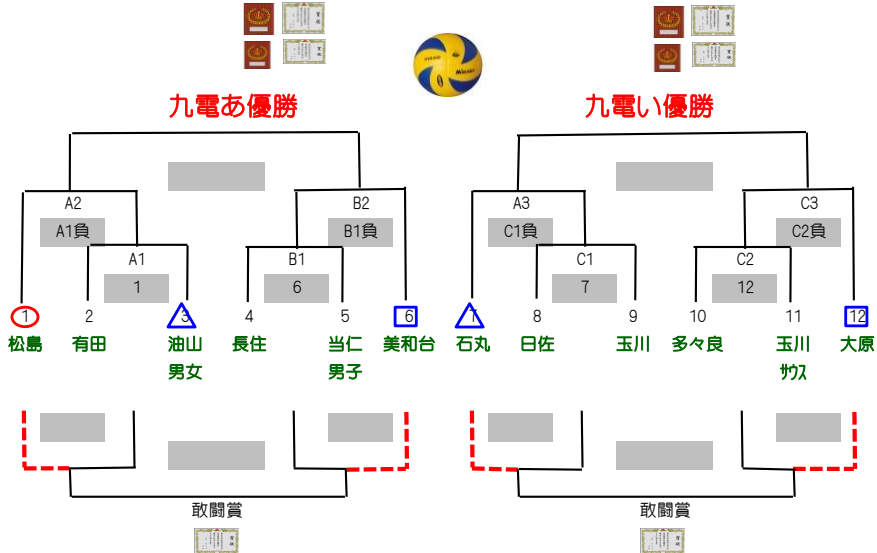 九電あ優勝 九電い優勝
A2 B2 A3 C3
A1負 B1負 C1負 C2負
A1 B1 C1 C2
1 6 7 12
1 2 3 4 5 6 7 8 9 10 11 12
松島 有田 油山 長住 当仁 美和台 石丸 日佐 玉川 多々良 玉川 大原
男女 男子 サウス
敢闘賞 敢闘賞